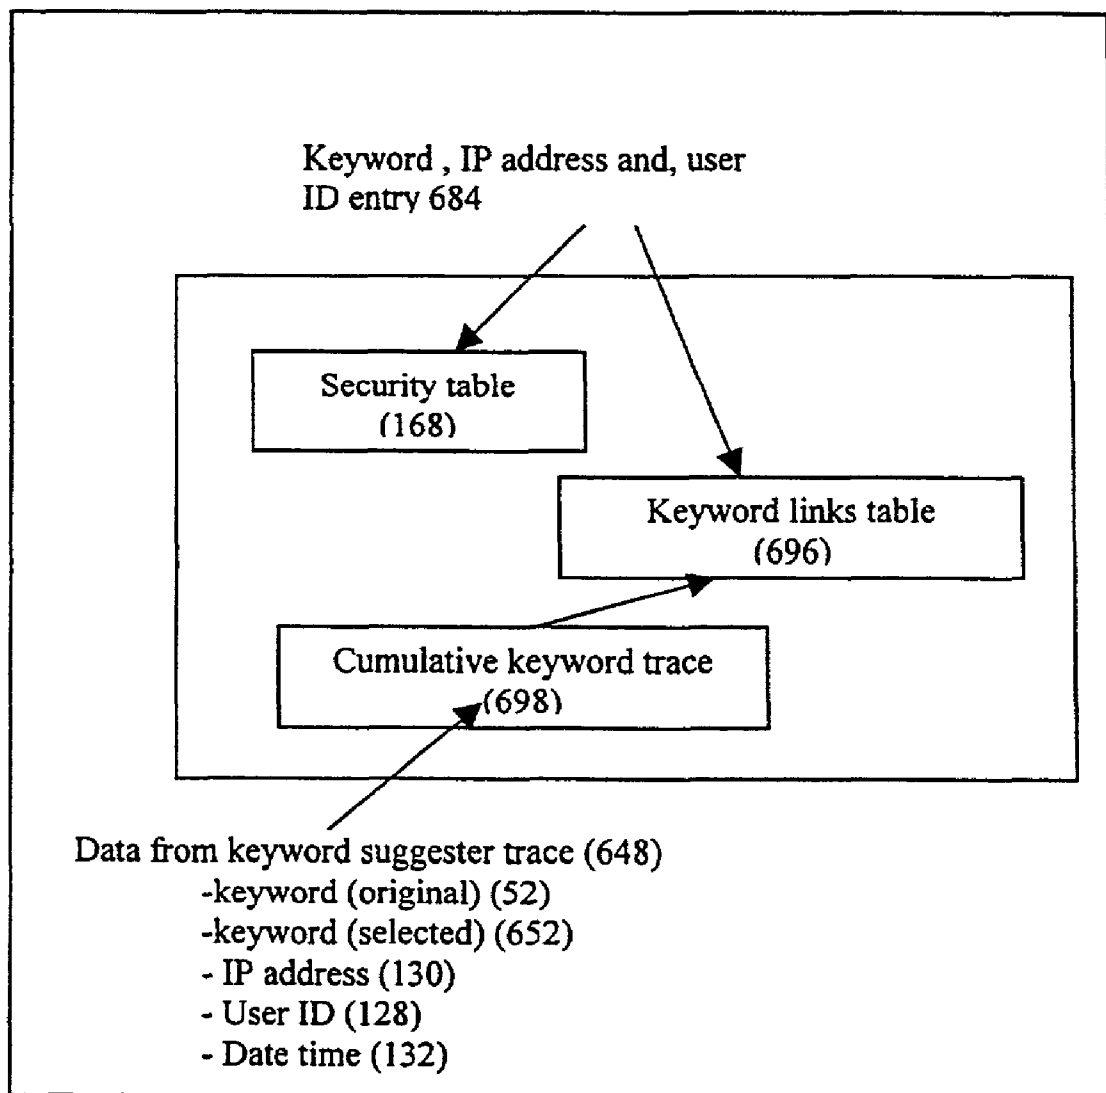 Keyword , IP address and, user
ID entry 684
Security table
(168)
Keyword links table
(696)
Cumulative keyword trace
(698)
Data from keyword suggester trace (648)
-keyword (original) (52)
-keyword (selected) (652)
- IP address (130)
- User ID (128)
- Date time (132)